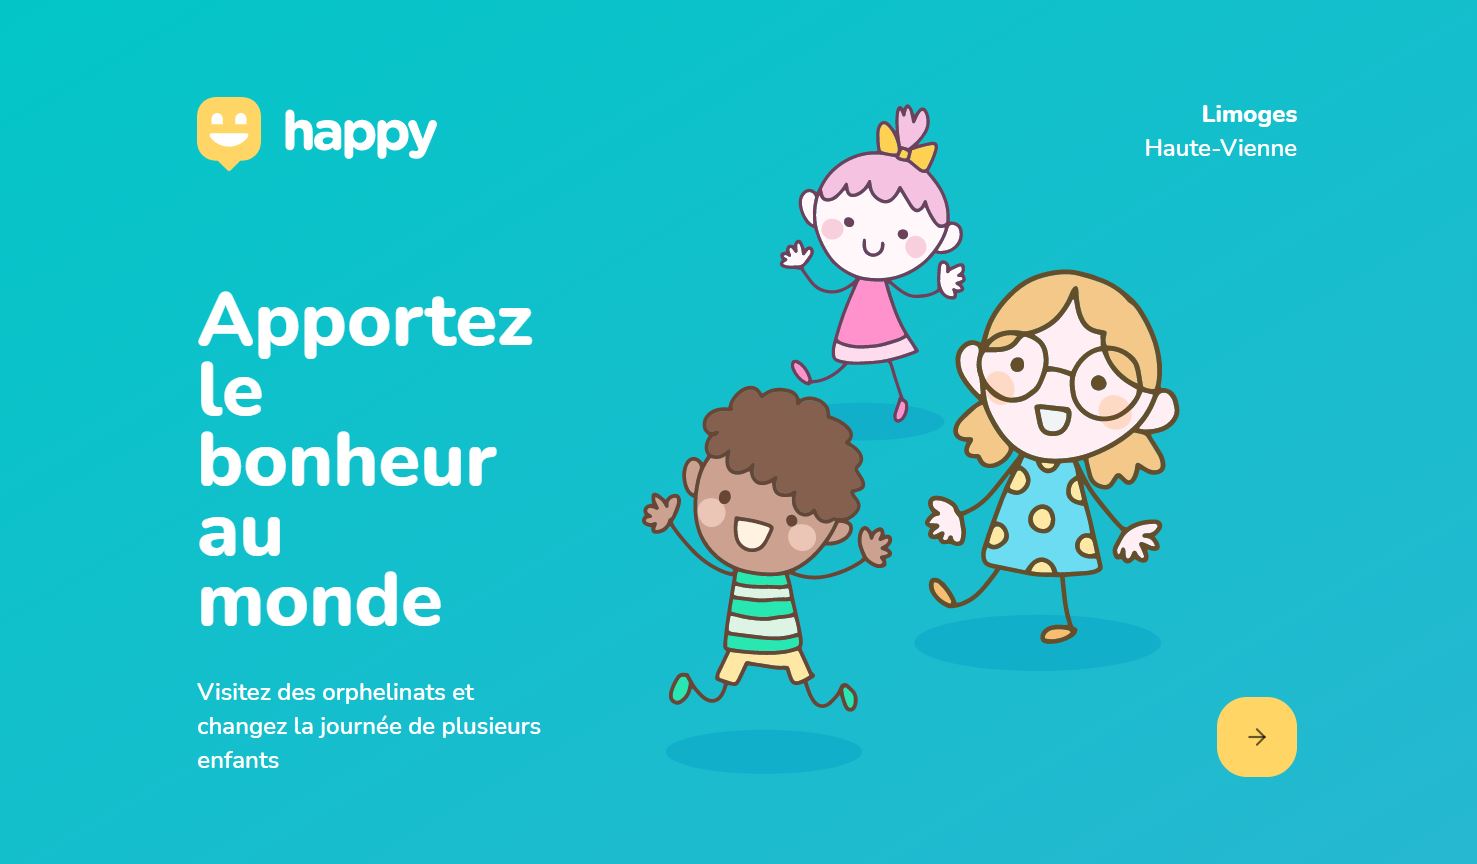 happy
Limoges
Haute-Vienne
Apportez
le
bonheur
au
monde
Visitez des orphelinats et
changez la journée de plusieurs
enfants